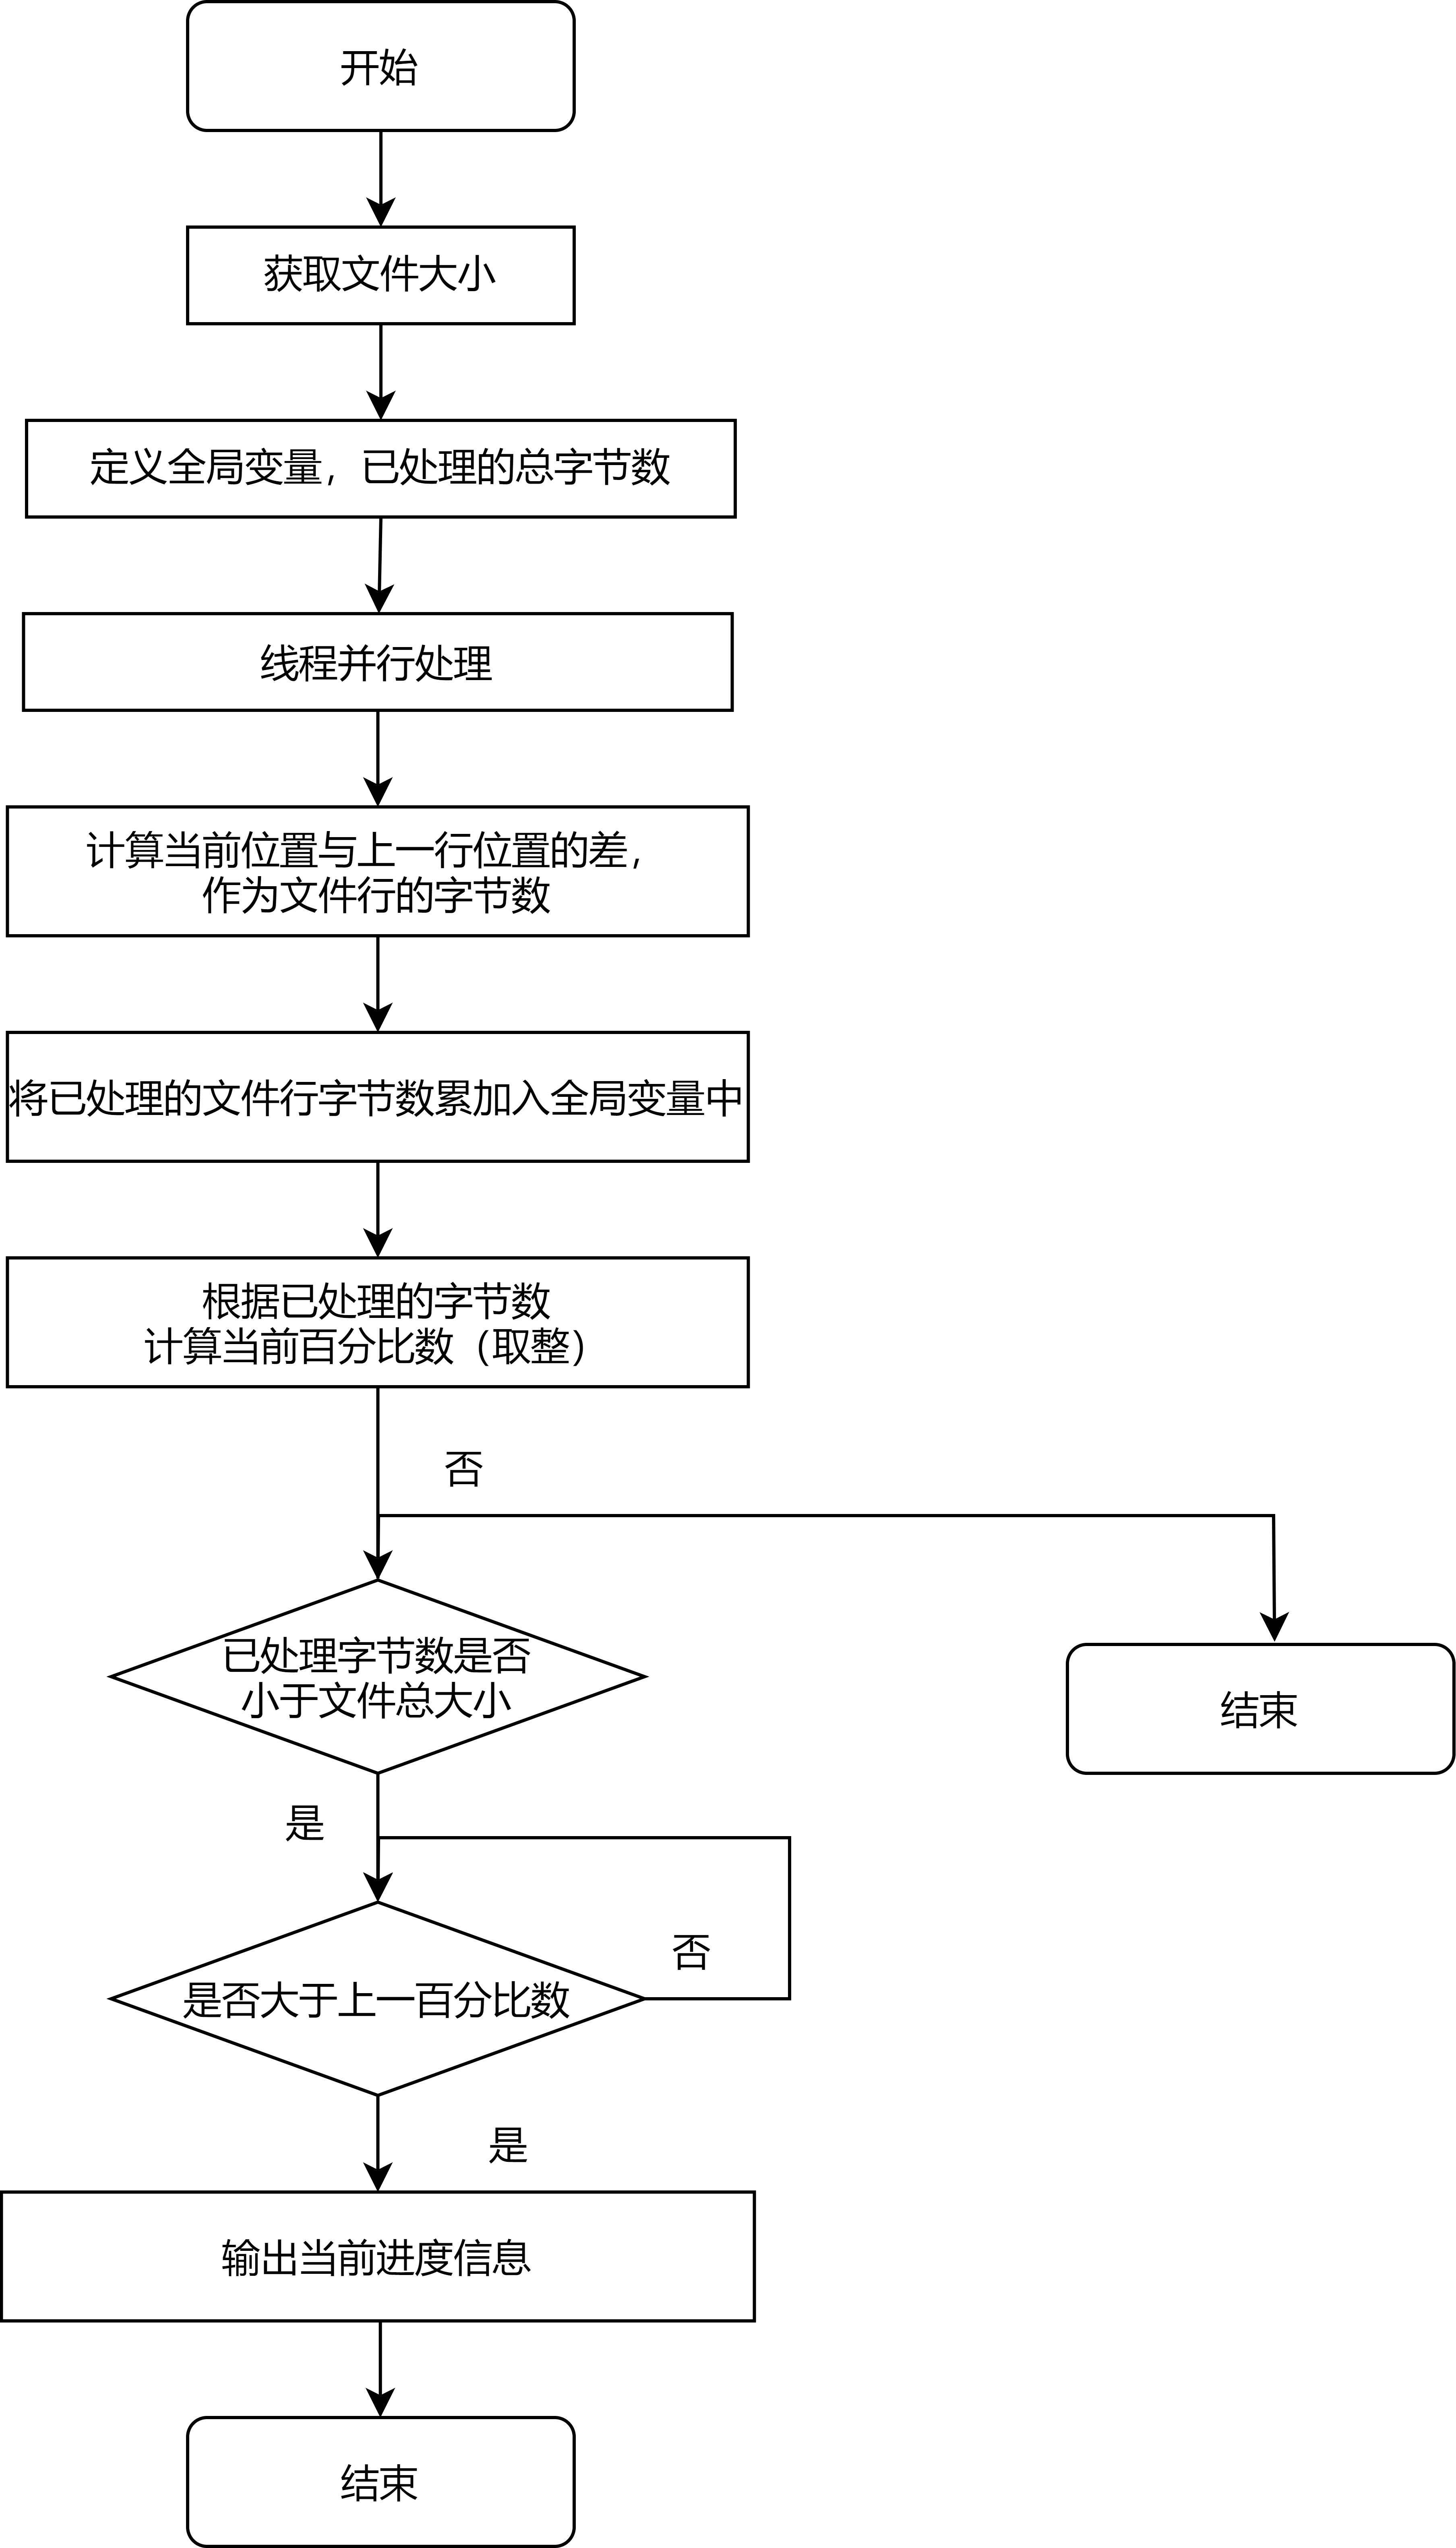 开始
获取文件大小
定义全局变量，已处理的总字节数
线程并行处理
计算当前位置与上一行位置的差，
作为文件行的字节数
将已处理的文件行字节数累加入全局变量中
根据已处理的字节数
计算当前百分比数（取整）
否
已处理字节数是否
小于文件总大小
结束
是
否
是否大于上一百分比数
是
输出当前进度信息
结束